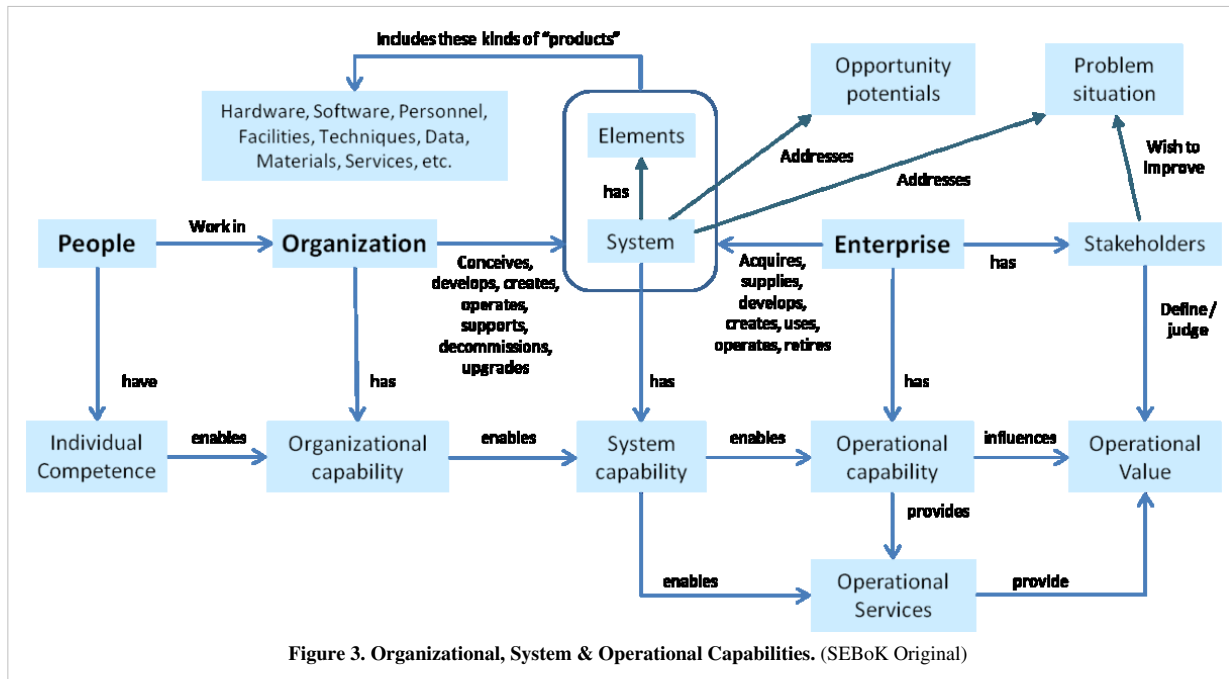 includes these kinds of "products"
Opportunity
potentials
Problem
situation
Hardware, Software, Personnel,
Facilities, Techniques, Data,
Materials, Services, etc.
Elements
Addresses
Wish to
improve
has
Addresses
People
Work in
Organization
System
Enterprise
has
Stakeholders
Conceives,
develops, creates,
operates,
supports,
decommissions,
upgrades
Acquires,
supplies,
develops,
creates, uses,
operates, retires
Define /
judge
have
has
has
has
Individual
Competence
enables
Organizational
capability
enables
System
capability
enables
Operational
capability
influences
Operational
Value
provides
enables
Operational
Services
provide
Figure 3. Organizational, System & Operational Capabilities. (SEBoK Original)